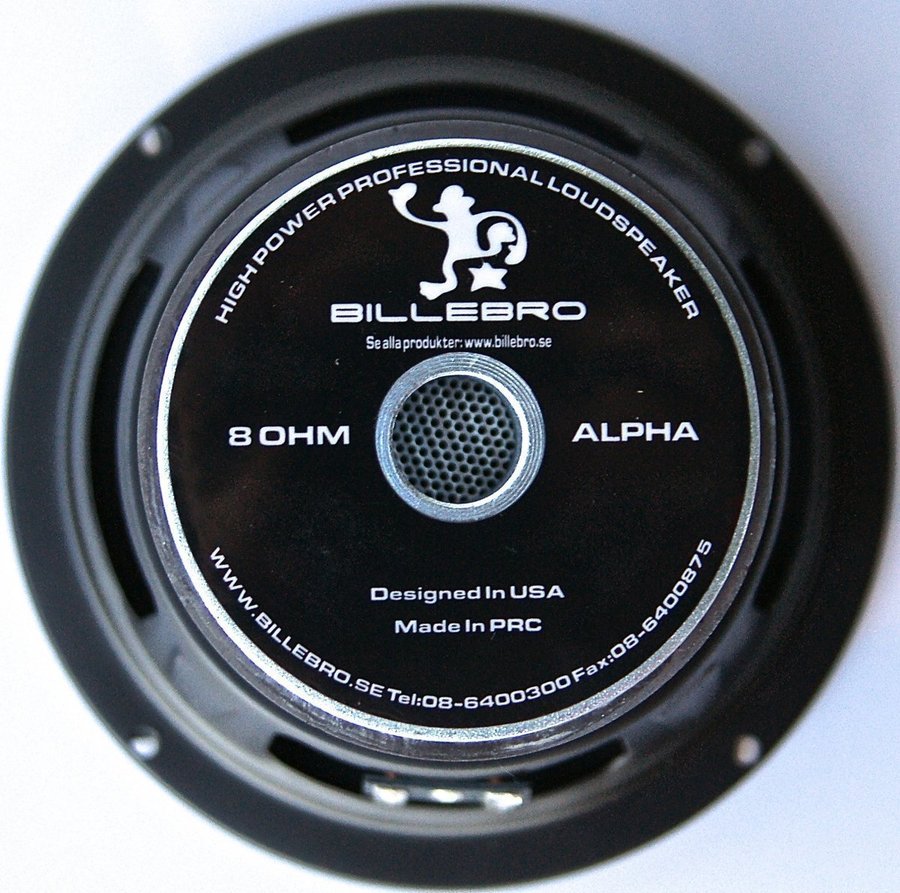 HIGH POWER PROFESSIONAL LOUDSPEAKER
BILLEBRO
Se alla produkter: www.billebro.se
8 OHM
ALPHA
Designed In USA
Made In PRC
WWW.BILLEBRO.SE Tel:08-6400300 Fax:08-6400875